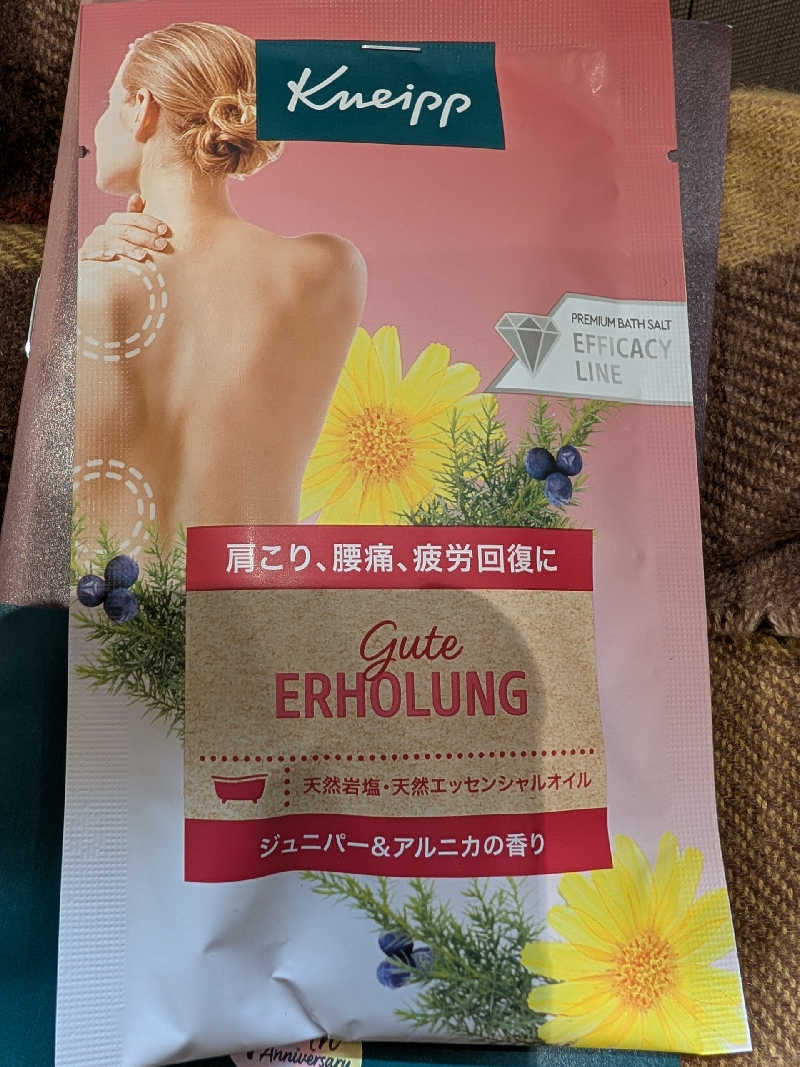 Kneipp
PREMIUM BATH SALT
EFFICACY
LINE
肩こり、腰痛、疲労回復に
Gute
ERHOLUNG
天然岩塩・天然エッセンシャルオイル
ジュニパー&アルニカの香り
Anniversary